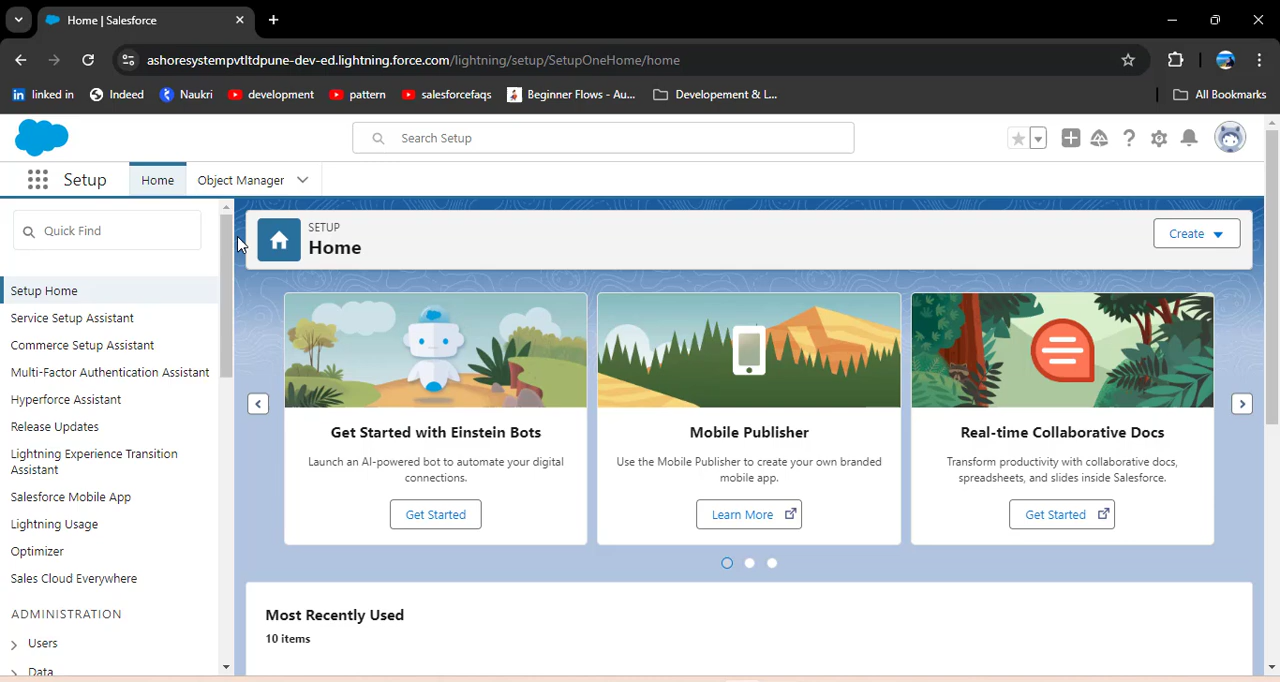 Home | Salesforce
ashoresystempvtltdpune-dev-ed.lightning.force.com/lightning/setup/SetupOneHome/home
linked in Indeed Naukri development pattern salesforcefaqs Beginner Flows - Au... Developement & L... All Bookmarks
Search Setup
Setup Home Object Manager
Quick Find
Setup Home
Service Setup Assistant
Commerce Setup Assistant
Multi-Factor Authentication Assistant
Hyperforce Assistant
Release Updates
Lightning Experience Transition
Assistant
Salesforce Mobile App
Lightning Usage
Optimizer
Sales Cloud Everywhere
ADMINISTRATION
Users
Data
SETUP
Home
Create
Get Started with Einstein Bots
Launch an AI-powered bot to automate your digital
connections.
Get Started
Mobile Publisher
Use the Mobile Publisher to create your own branded
mobile app.
Learn More
Real-time Collaborative Docs
Transform productivity with collaborative docs,
spreadsheets, and slides inside Salesforce.
Get Started
Most Recently Used
10 items